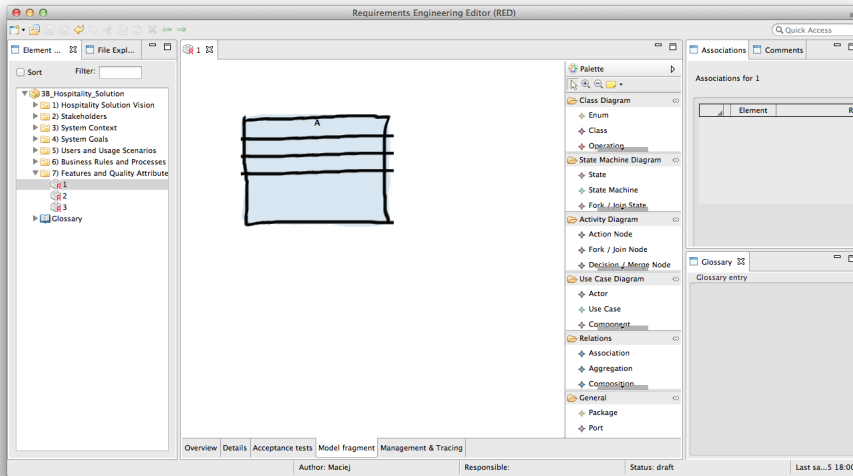 Requirements Engineering Editor (RED)
Quick Access
Element ...
File Expl...
Sort
Filter:
3B_Hospitality_Solution
1) Hospitality Solution Vision
2) Stakeholders
3) System Context
4) System Goals
5) Users and Usage Scenarios
6) Business Rules and Processes
7) Features and Quality Attribute
1
2
3
Glossary
1
A
Palette
Class Diagram
Enum
Class
Operation
State Machine Diagram
State
State Machine
Fork / Join State
Activity Diagram
Action Node
Fork / Join Node
Decision / Merge Node
Use Case Diagram
Actor
Use Case
Component
Relations
Association
Aggregation
Composition
General
Package
Port
Overview
Details
Acceptance tests
Model fragment
Management & Tracing
Associations
Comments
Associations for 1
Element
R
Glossary
Glossary entry
Author: Maciej
Responsible:
Status: draft
Last sa...5 18:00